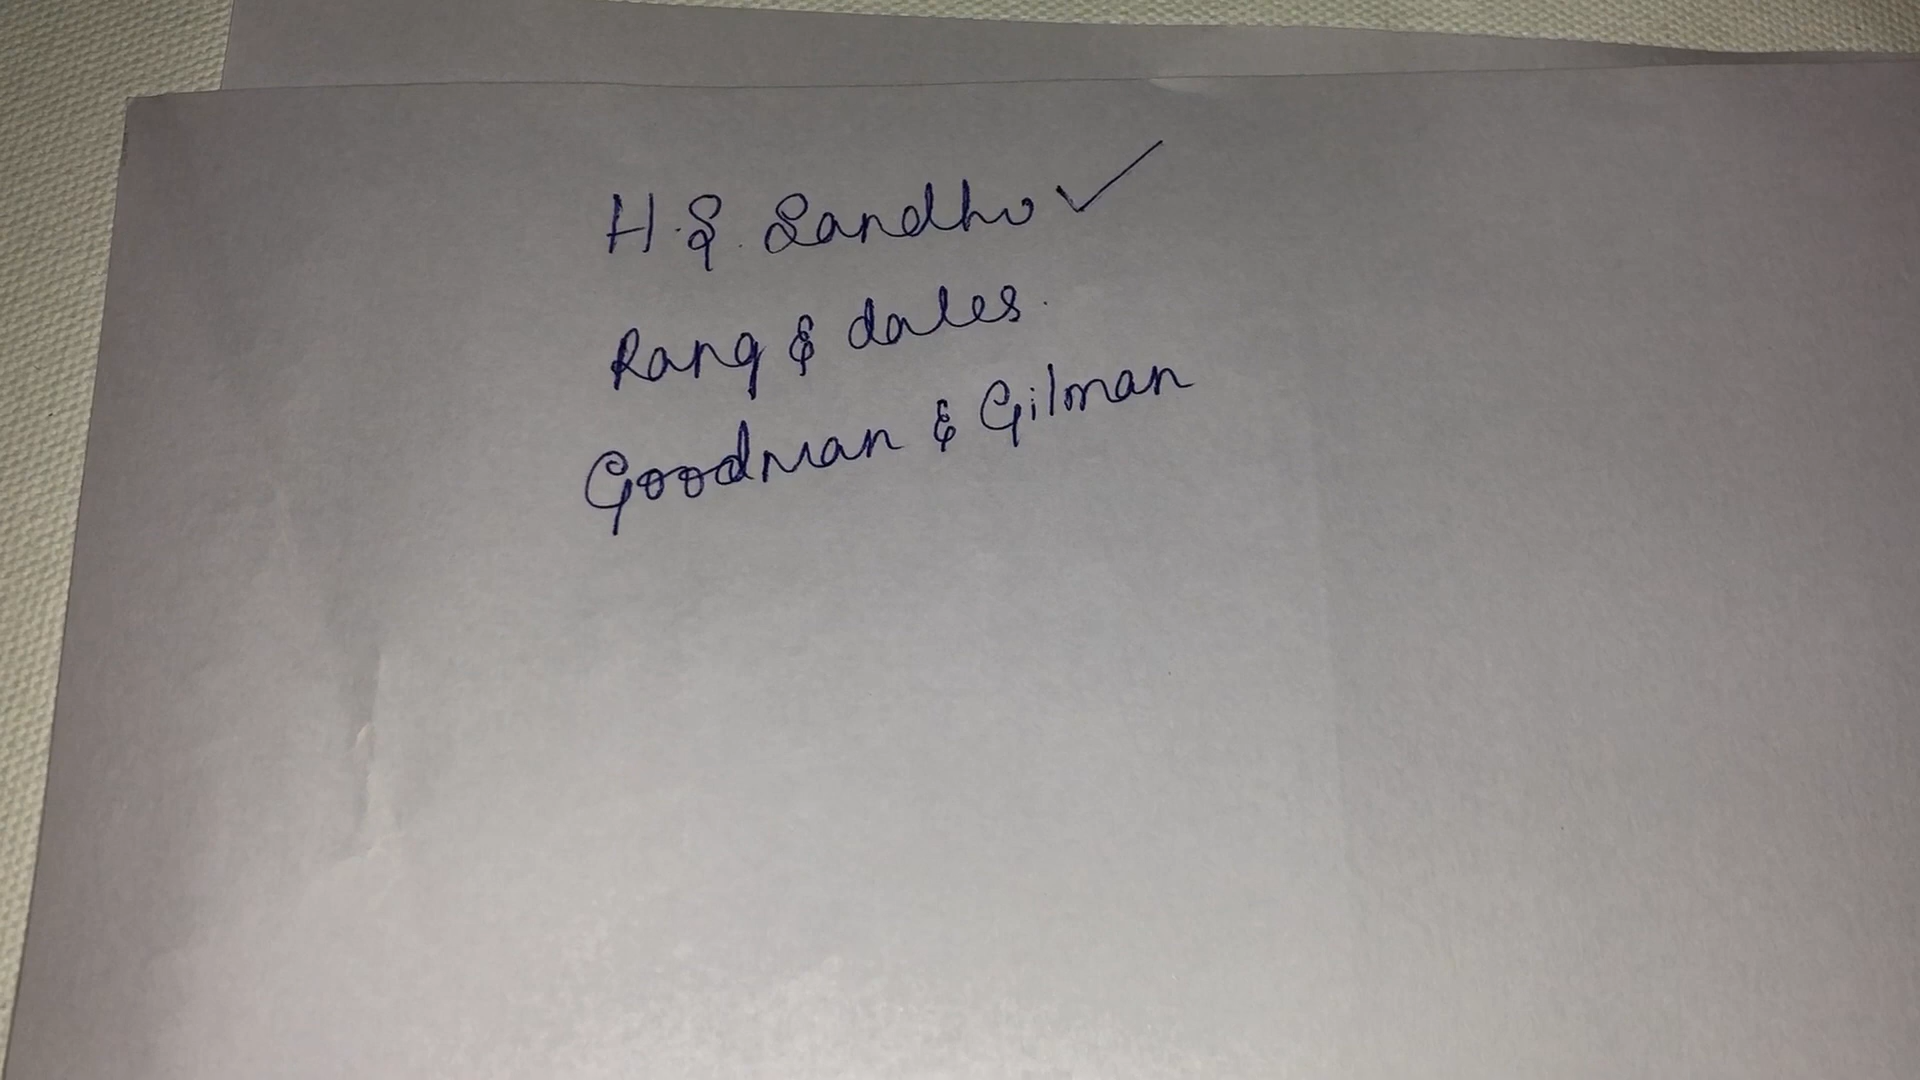 H.S. Sandhu ✓
Rang & dales.
Goodman & Gilman